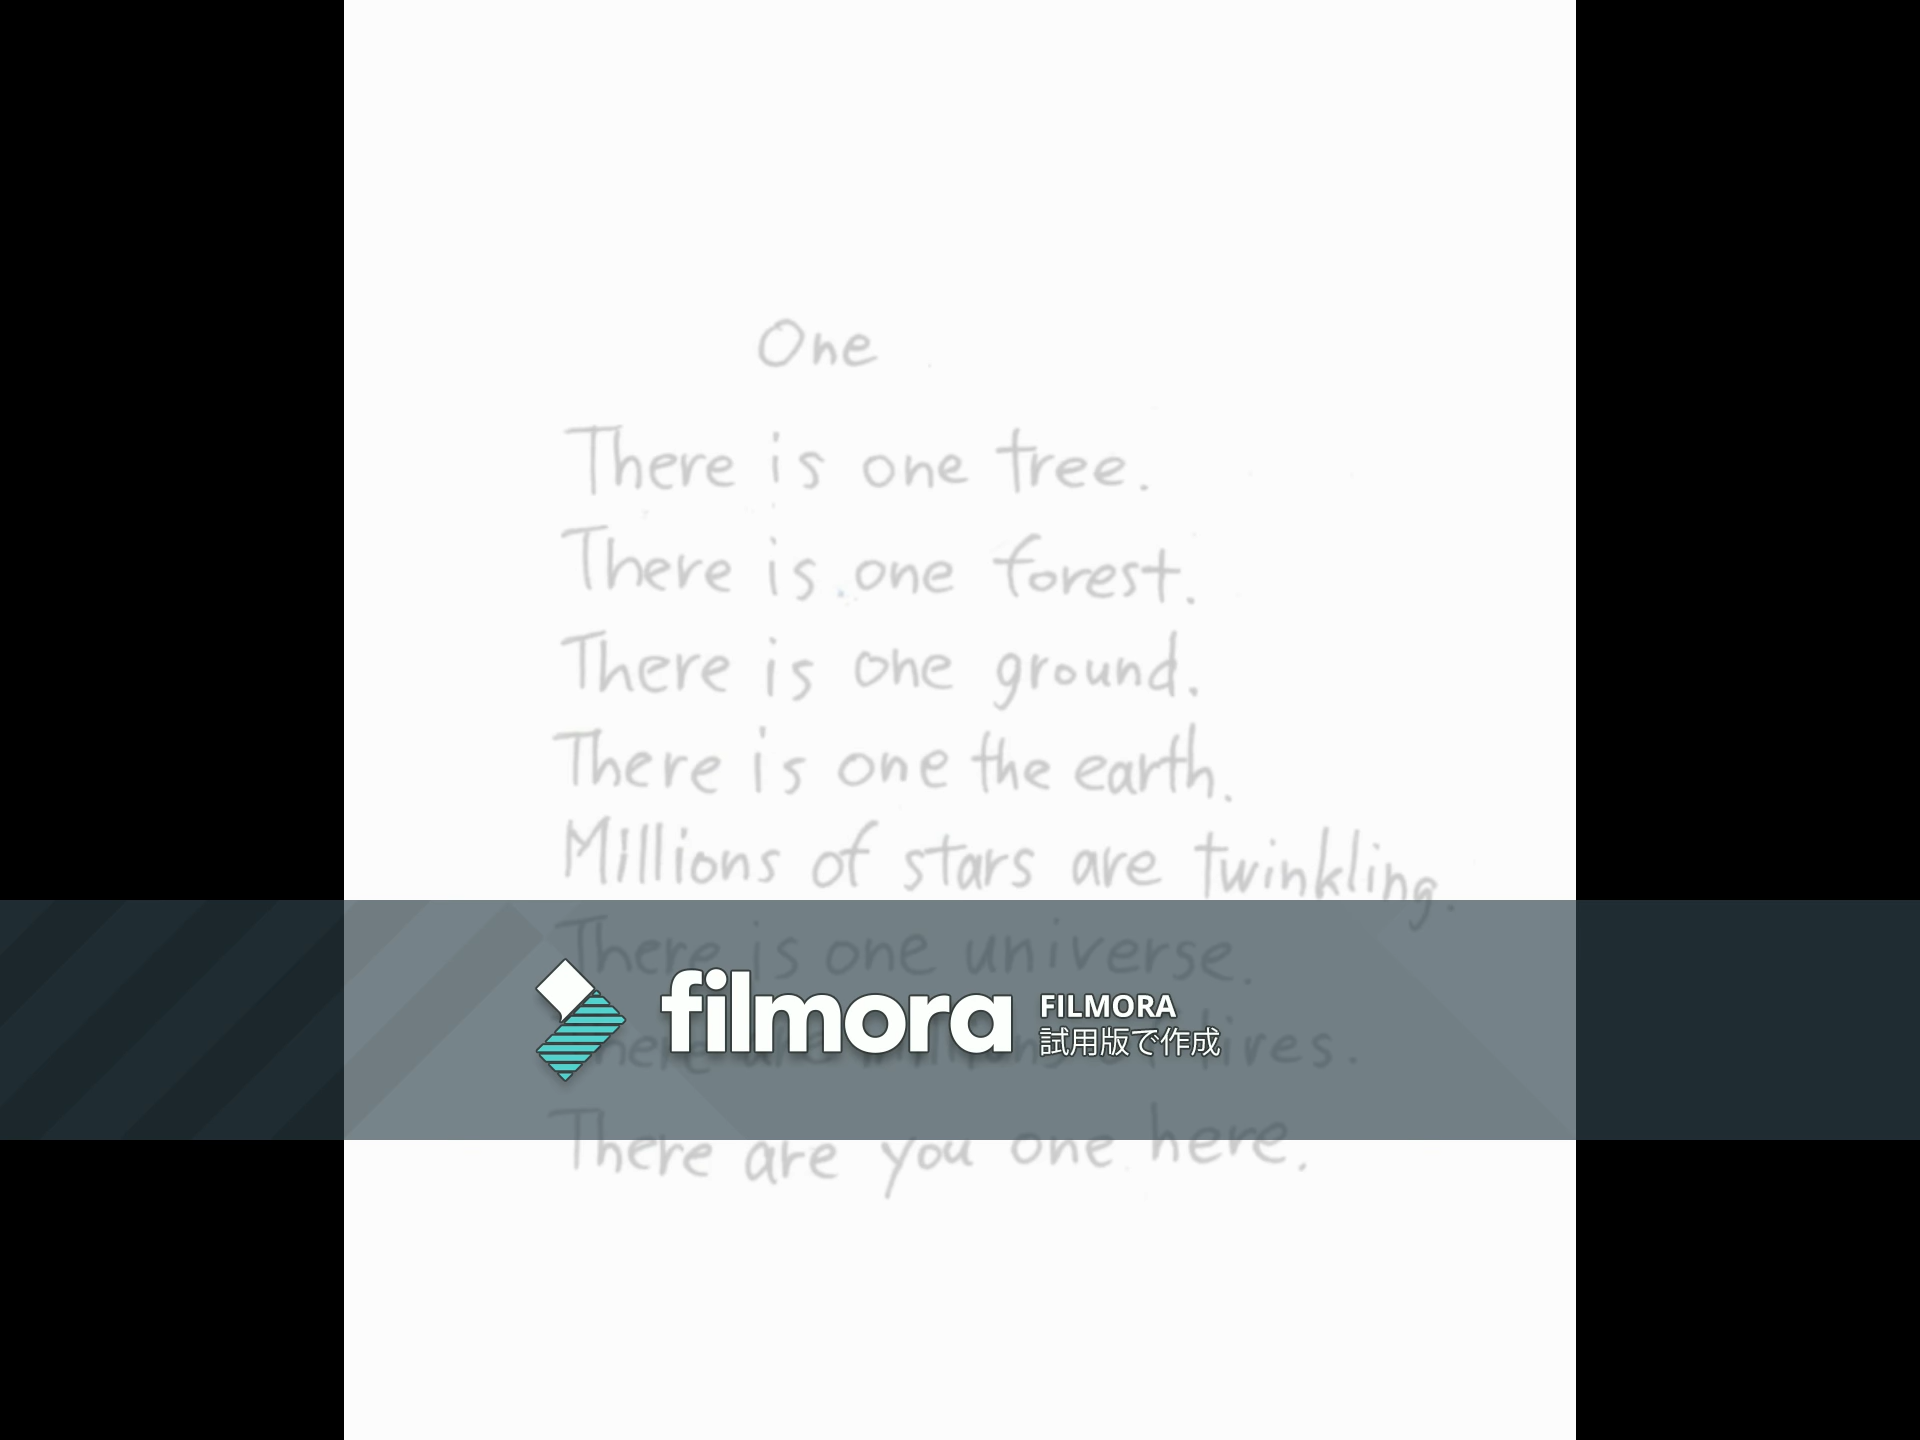 One
There is one tree.
There is one forest.
There is one ground.
There is one the earth.
Millions of stars are twinkling.
There is one universe.
filmora
FILMORA
試用版で作成
There are you one here.